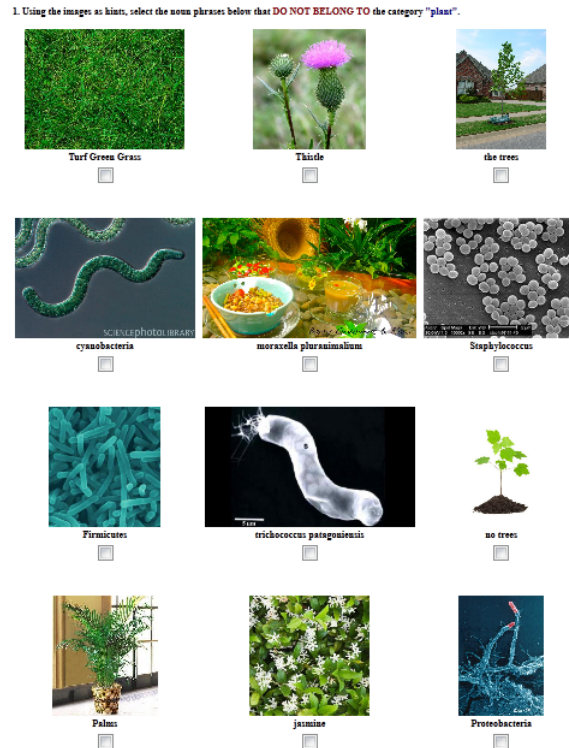 1. Using the images as hints, select the noun phrases below that DO NOT BELONG TO the category "plant".
Turf Green Grass
Thistle
the trees
SCIENCEPHOTOLIBRARY
cyanobacteria
moraxella pluranimalium
Staphylococcus
Firmicutes
trichococcus patagoniensis
no trees
Palms
jasmine
Proteobacteria